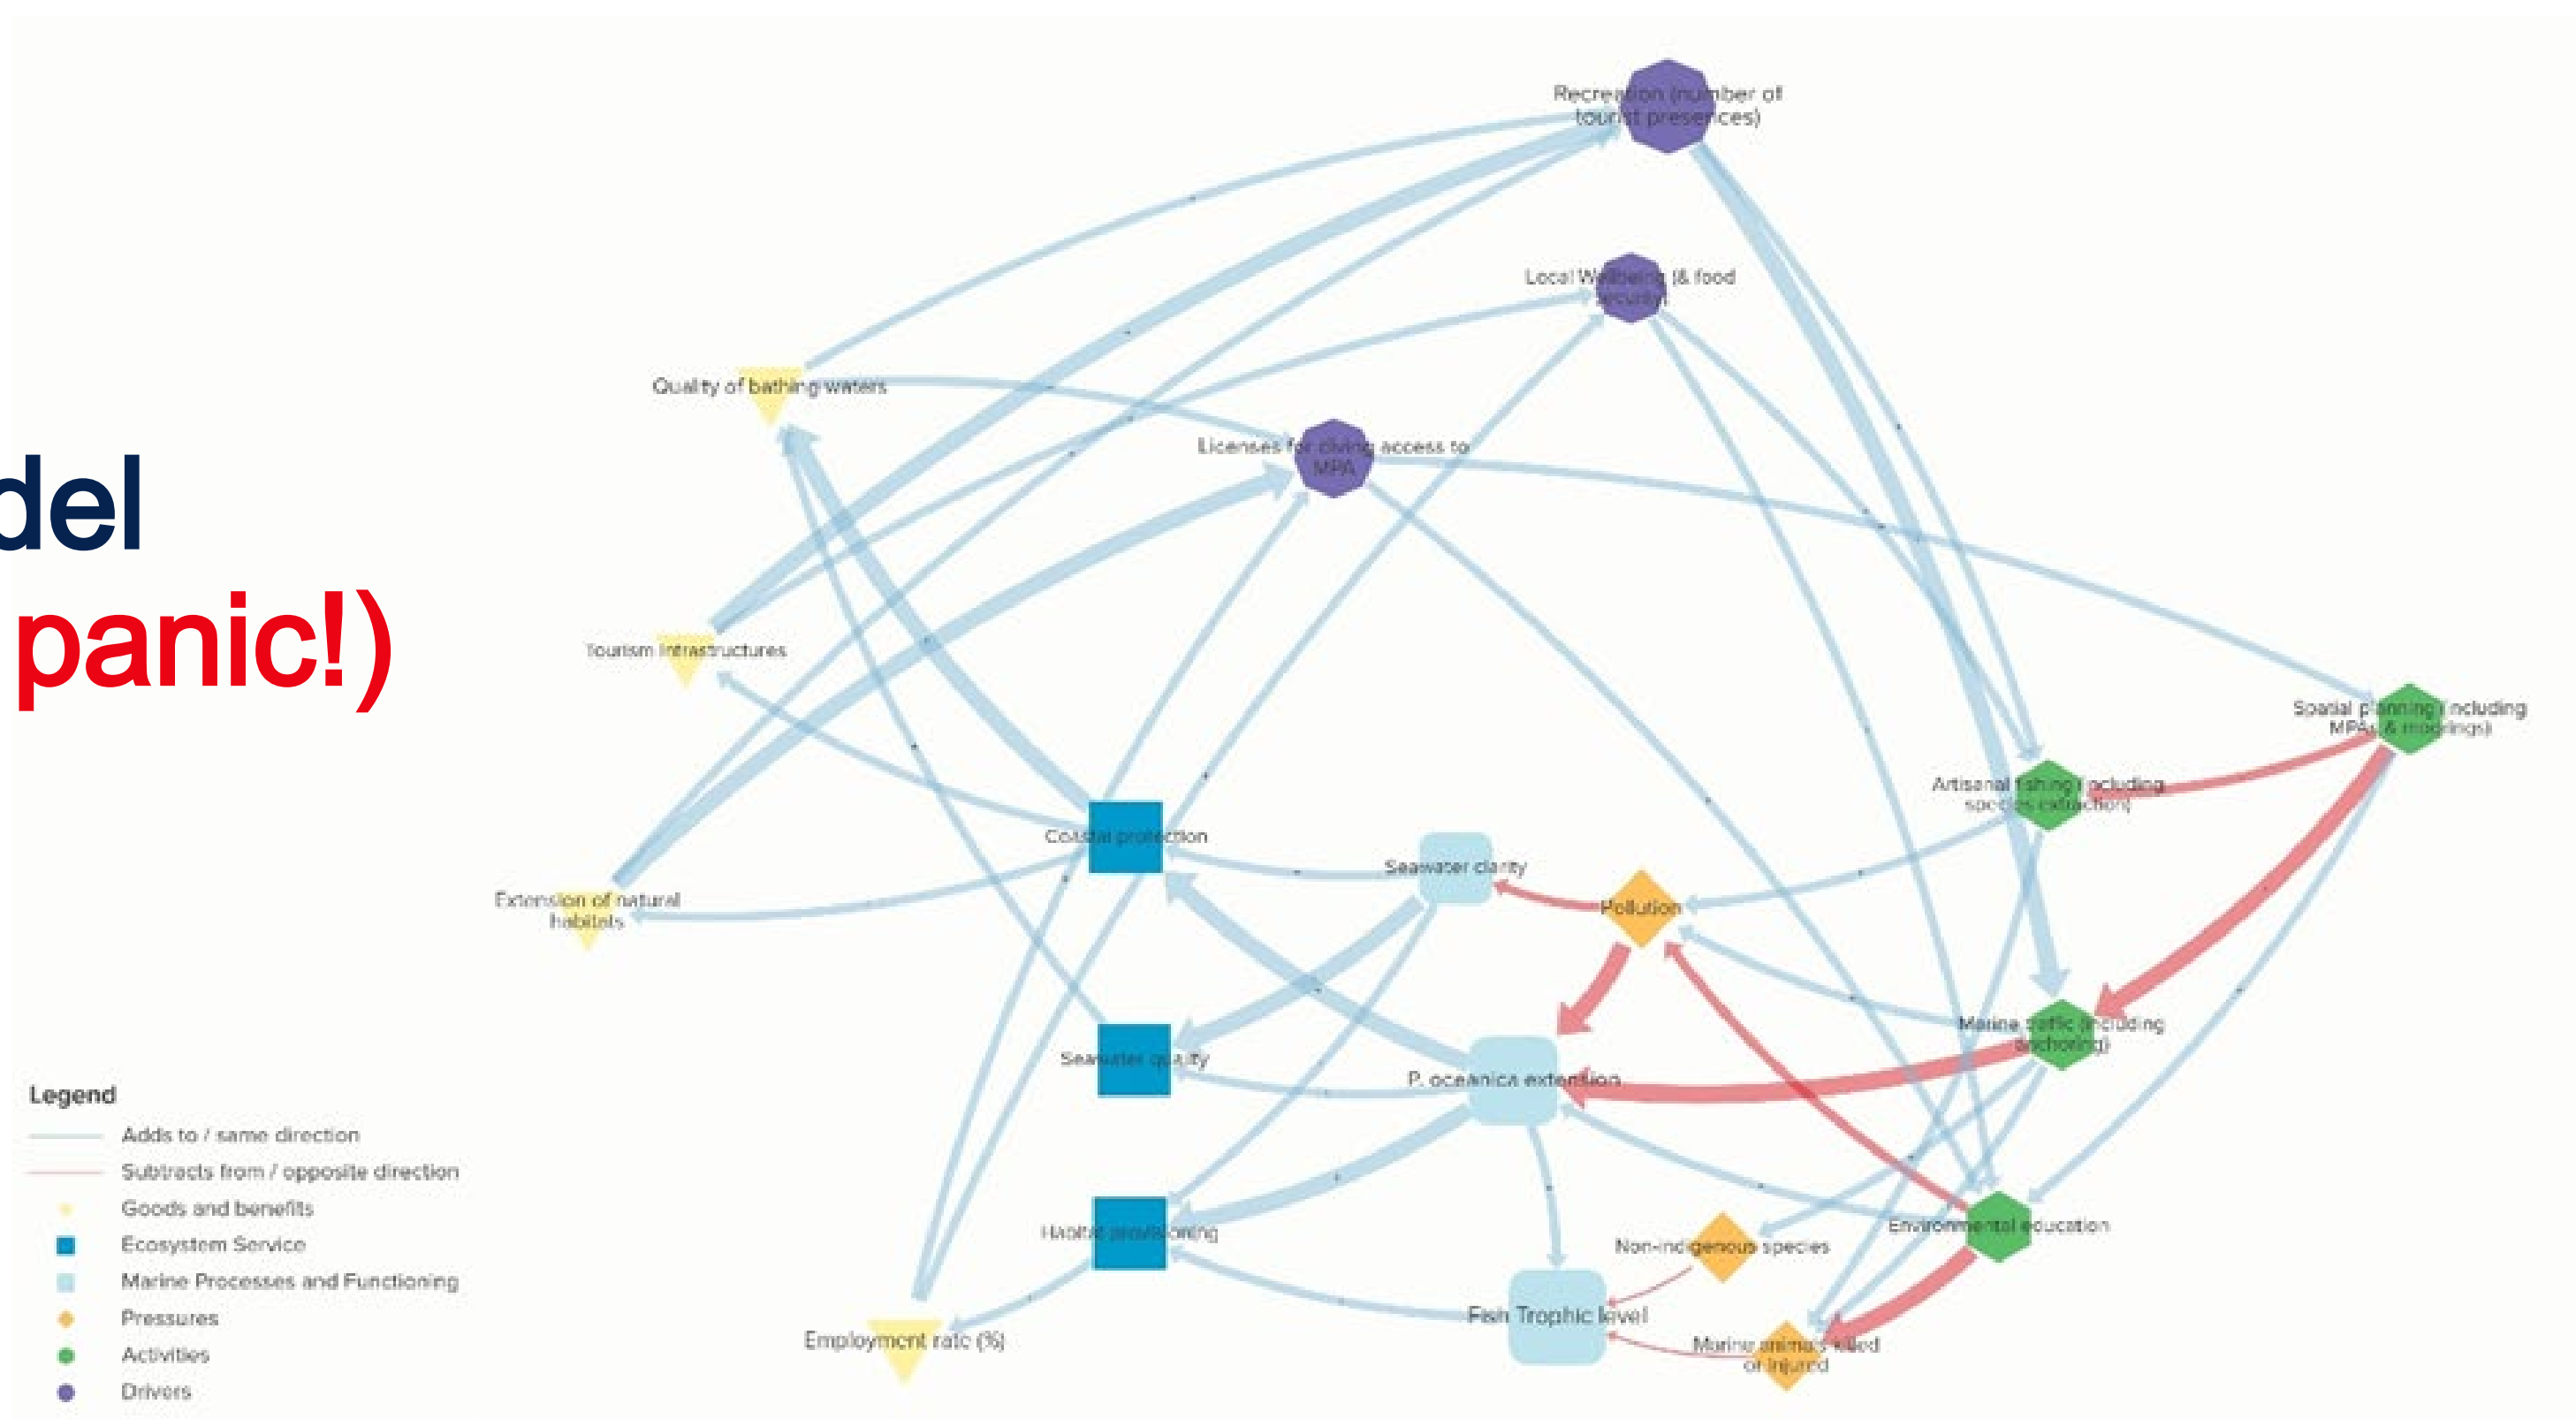 del
panic!)
Recreation (number of
tourist presences)
Local Wellbeing (& food
security)
Quality of bathing waters
Licenses for diving access to
MPA
Tourism Infrastructures
Spatial planning (including
MPAs & moorings)
Artisanal fishing (including
species extraction)
Coastal protection
Seawater clarity
Extension of natural
habitats
Pollution
Marine traffic (including
anchoring)
Seawater quality
P. oceanica extension
Habitat provisioning
Environmental education
Non-indigenous species
Fish Trophic level
Employment rate (%)
Marine animals killed
or injured
Legend
Adds to / same direction
Subtracts from / opposite direction
Goods and benefits
Ecosystem Service
Marine Processes and Functioning
Pressures
Activities
Drivers